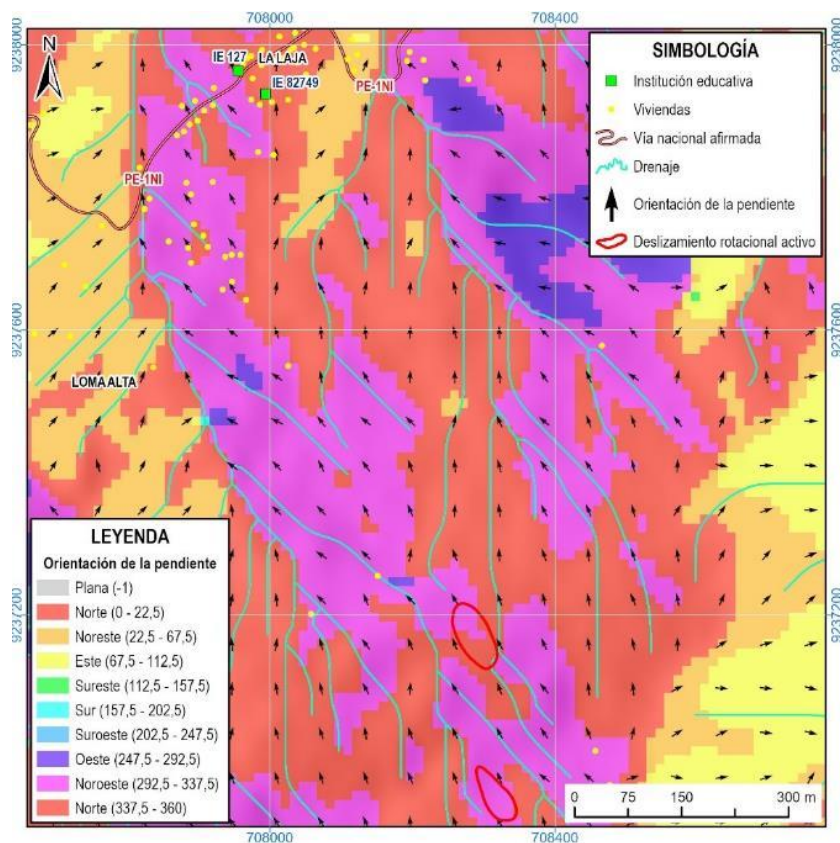 708000
708400
9238000
9238000
N
IE 127
LA LAJA
IE 82749
PE-1NI
PE-1NI
SIMBOLOGÍA
Institución educativa
Viviendas
Vía nacional afirmada
Drenaje
Orientación de la pendiente
Deslizamiento rotacional activo
9237600
9237600
LOMA ALTA
LEYENDA
Orientación de la pendiente
Plana (-1)
Norte (0 - 22,5)
Noreste (22,5 - 67,5)
Este (67,5 - 112,5)
Sureste (112,5 - 157,5)
Sur (157,5 - 202,5)
Suroeste (202,5 - 247,5)
Oeste (247,5 - 292,5)
Noroeste (292,5 - 337,5)
Norte (337,5 - 360)
9237200
9237200
0 75 150 300 m
708000
708400